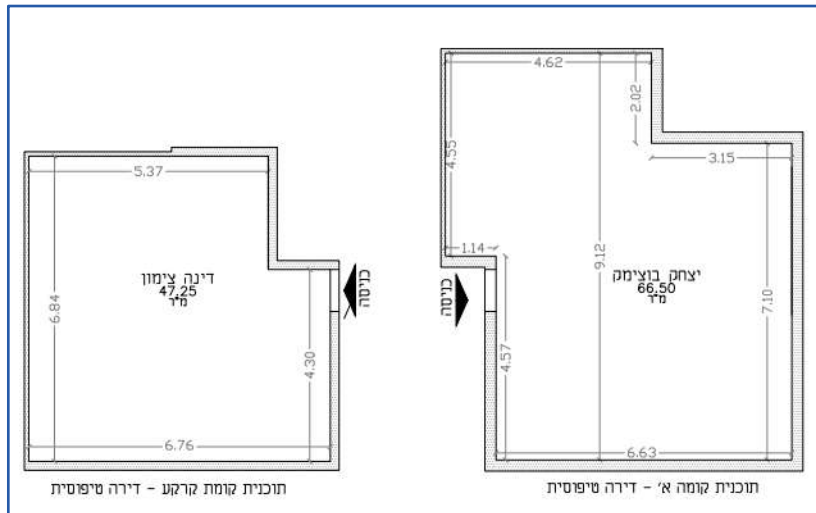 5.37
דינה צימון
47.25
מ"ר
6.84
כניסה
4.30
6.76
תוכנית קומת קרקע - דירה טיפוסית
4.62
2.02
4.55
3.15
1.14
9.12
יצחק בוצימק
66.50
מ"ר
כניסה
7.10
4.57
6.63
תוכנית קומה א' - דירה טיפוסית